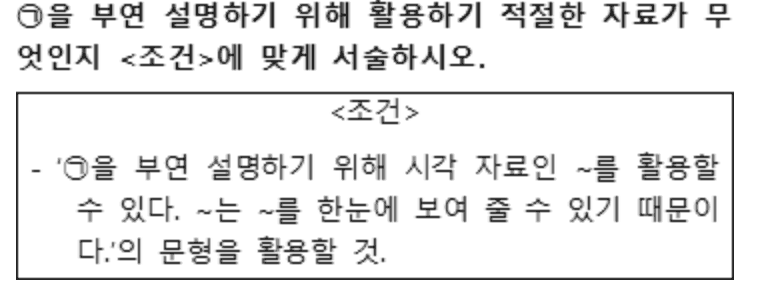 ㉠을 부연 설명하기 위해 활용하기 적절한 자료가 무
엇인지 <조건>에 맞게 서술하시오.
<조건>
- '㉠을 부연 설명하기 위해 시각 자료인 ~를 활용할
수 있다. ~는 ~를 한눈에 보여 줄 수 있기 때문이
다.'의 문형을 활용할 것.